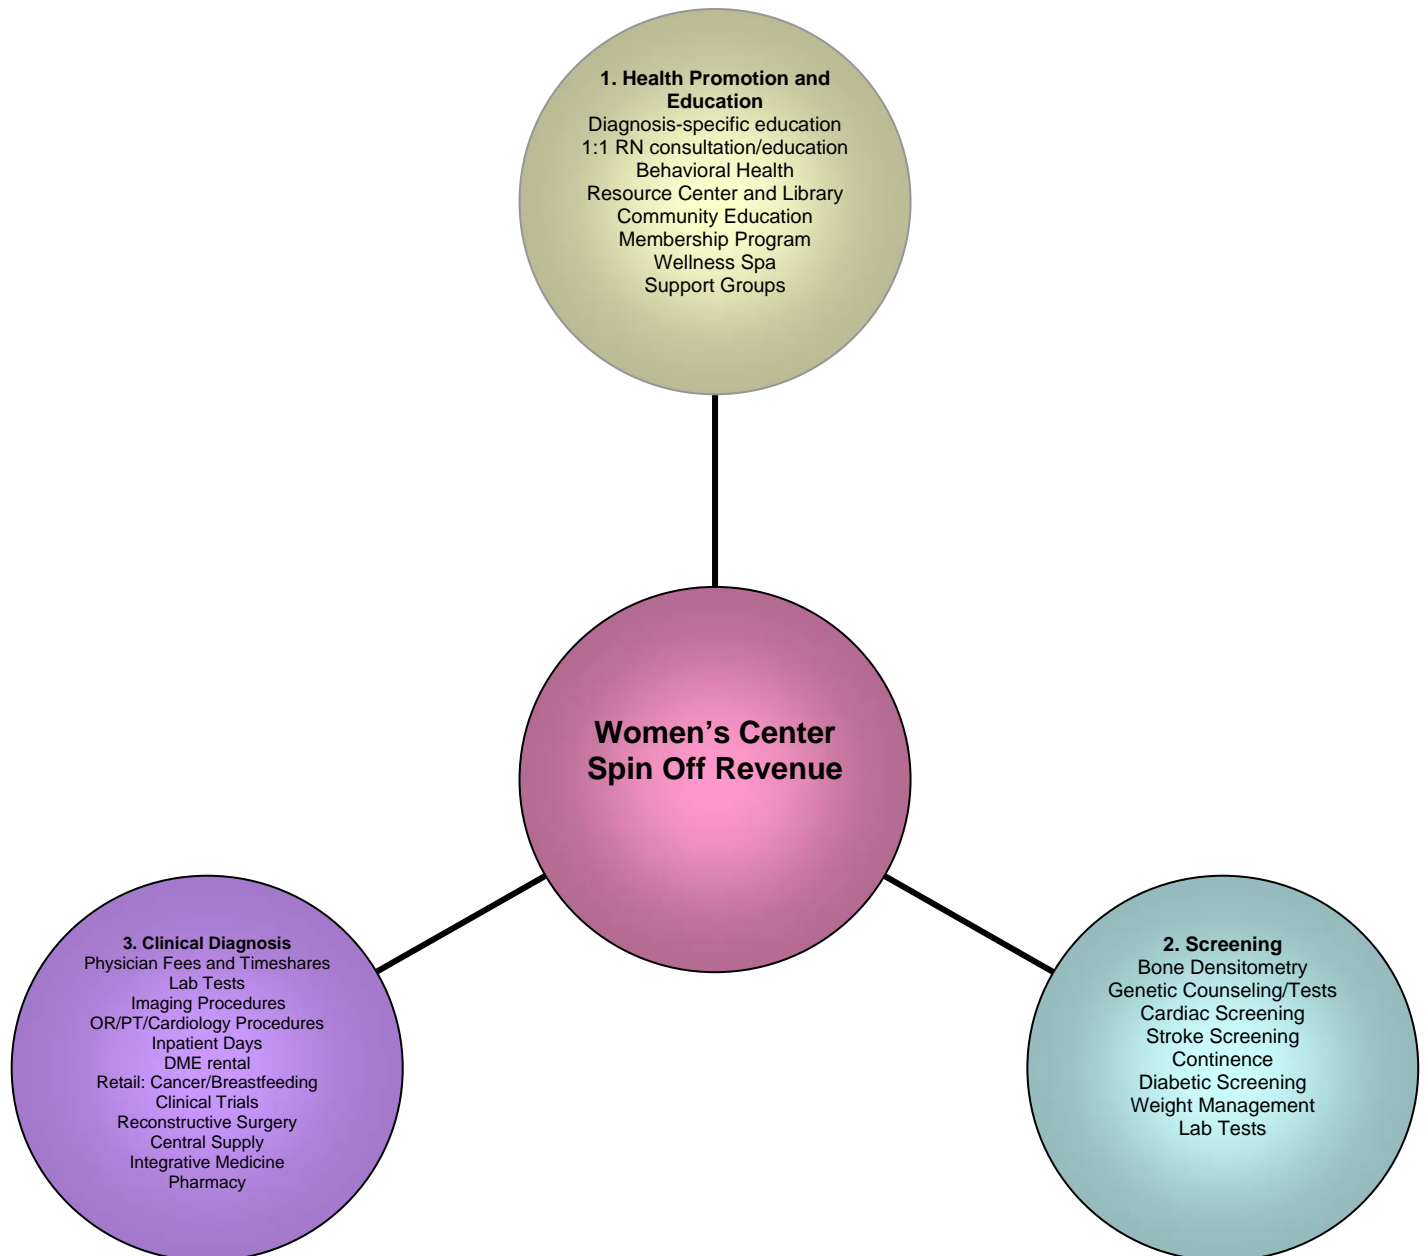 1. Health Promotion and
Education
Diagnosis-specific education
1:1 RN consultation/education
Behavioral Health
Resource Center and Library
Community Education
Membership Program
Wellness Spa
Support Groups
Women’s Center
Spin Off Revenue
3. Clinical Diagnosis
Physician Fees and Timeshares
Lab Tests
Imaging Procedures
OR/PT/Cardiology Procedures
Inpatient Days
DME rental
Retail: Cancer/Breastfeeding
Clinical Trials
Reconstructive Surgery
Central Supply
Integrative Medicine
Pharmacy
2. Screening
Bone Densitometry
Genetic Counseling/Tests
Cardiac Screening
Stroke Screening
Continence
Diabetic Screening
Weight Management
Lab Tests